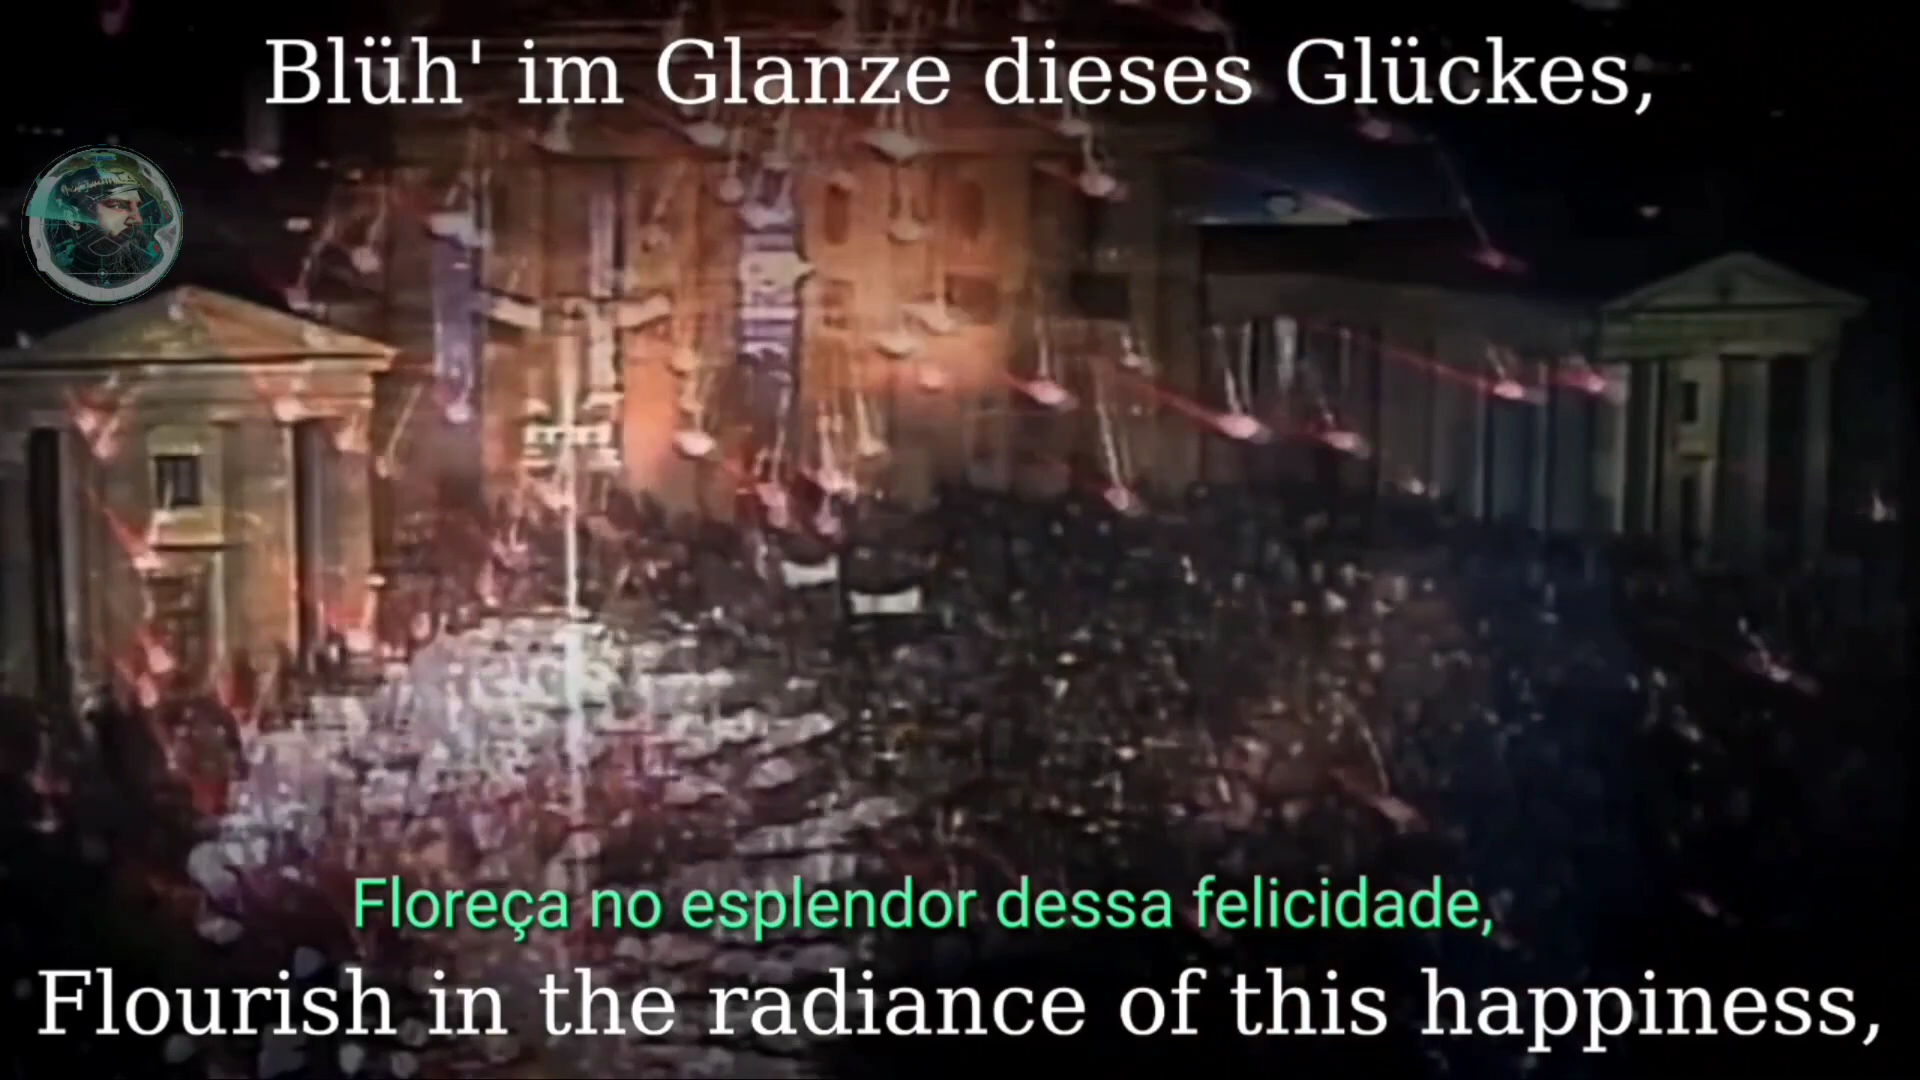 Blüh' im Glanze dieses Glückes,
Floreça no esplendor dessa felicidade,
Flourish in the radiance of this happiness,